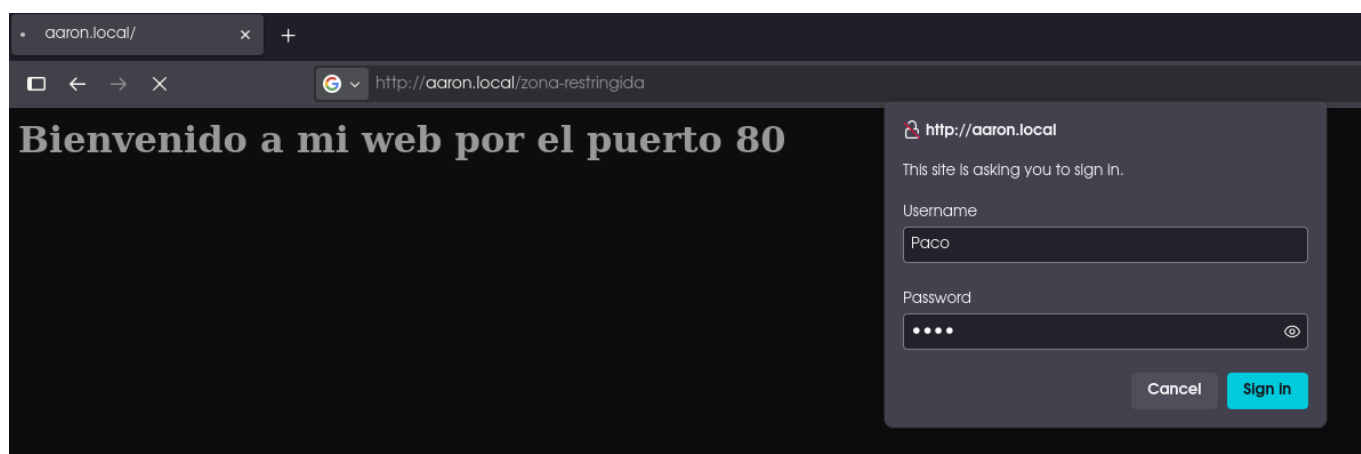 aaron.local/
http://aaron.local/zona-restringida
Bienvenido a mi web por el puerto 80
http://aaron.local
This site is asking you to sign in.
Username
Paco
Password
••••
Cancel Sign in